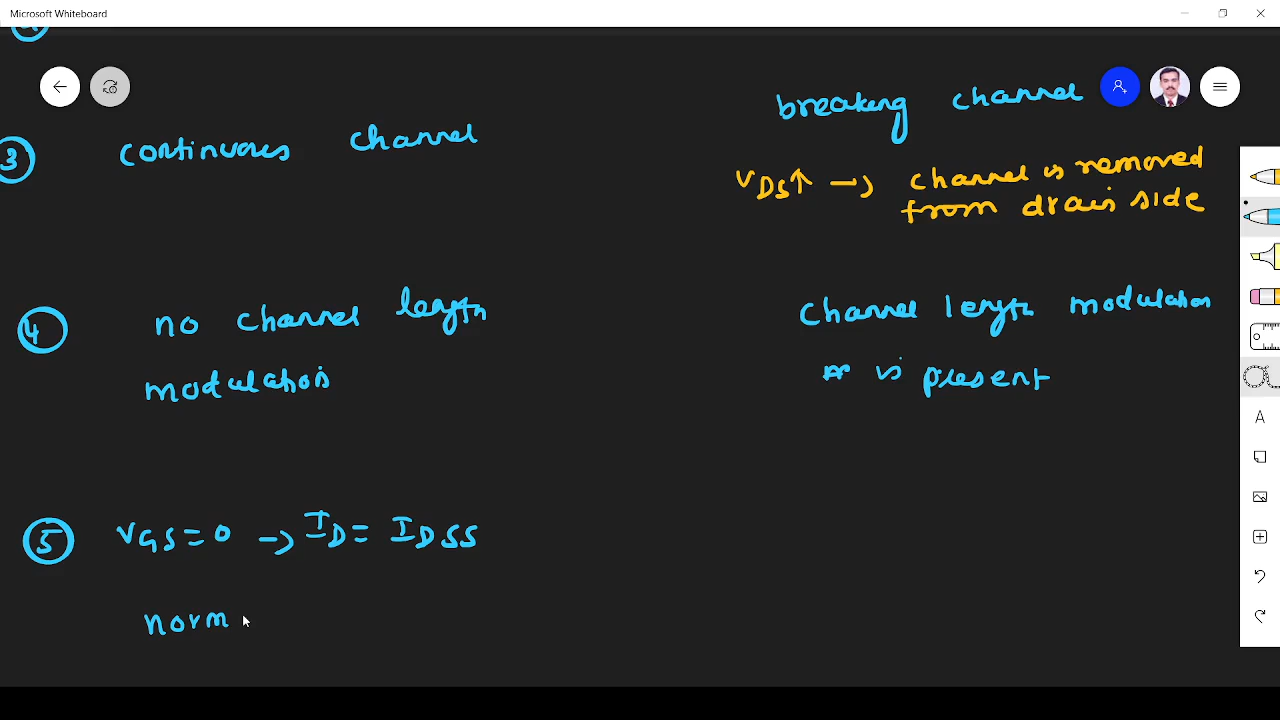 Microsoft Whiteboard
breaking channel
3 continuous channel
VDS↑ → channel is removed
from drain side
4 no channel length
modulation
channel length modulation
is present
5 VGS=0 → ID= IDSS
norm
A